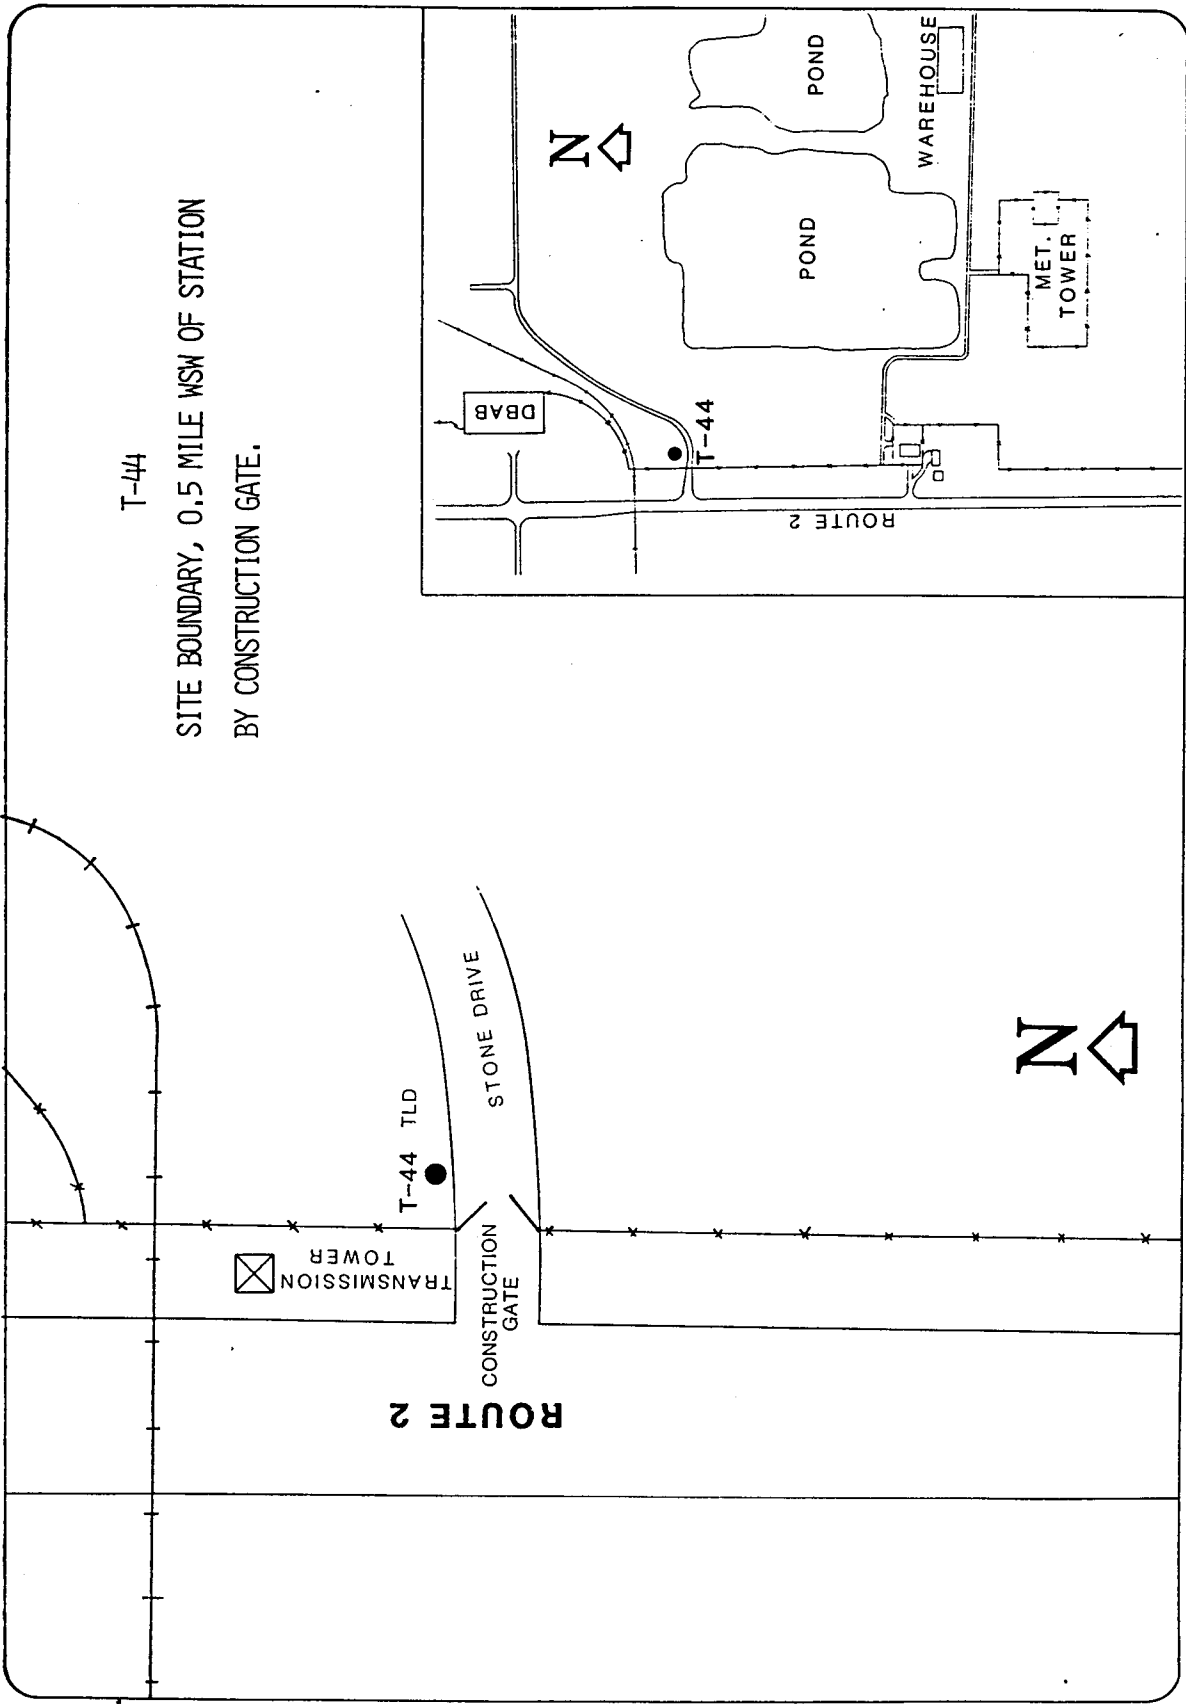 T-44
SITE BOUNDARY, 0.5 MILE WSW OF STATION
BY CONSTRUCTION GATE.
T-44 TLD
STONE DRIVE
TRANSMISSION
TOWER
CONSTRUCTION
GATE
ROUTE 2
N
N
DBAB
T-44
ROUTE 2
POND
POND
WAREHOUSE
MET.
TOWER